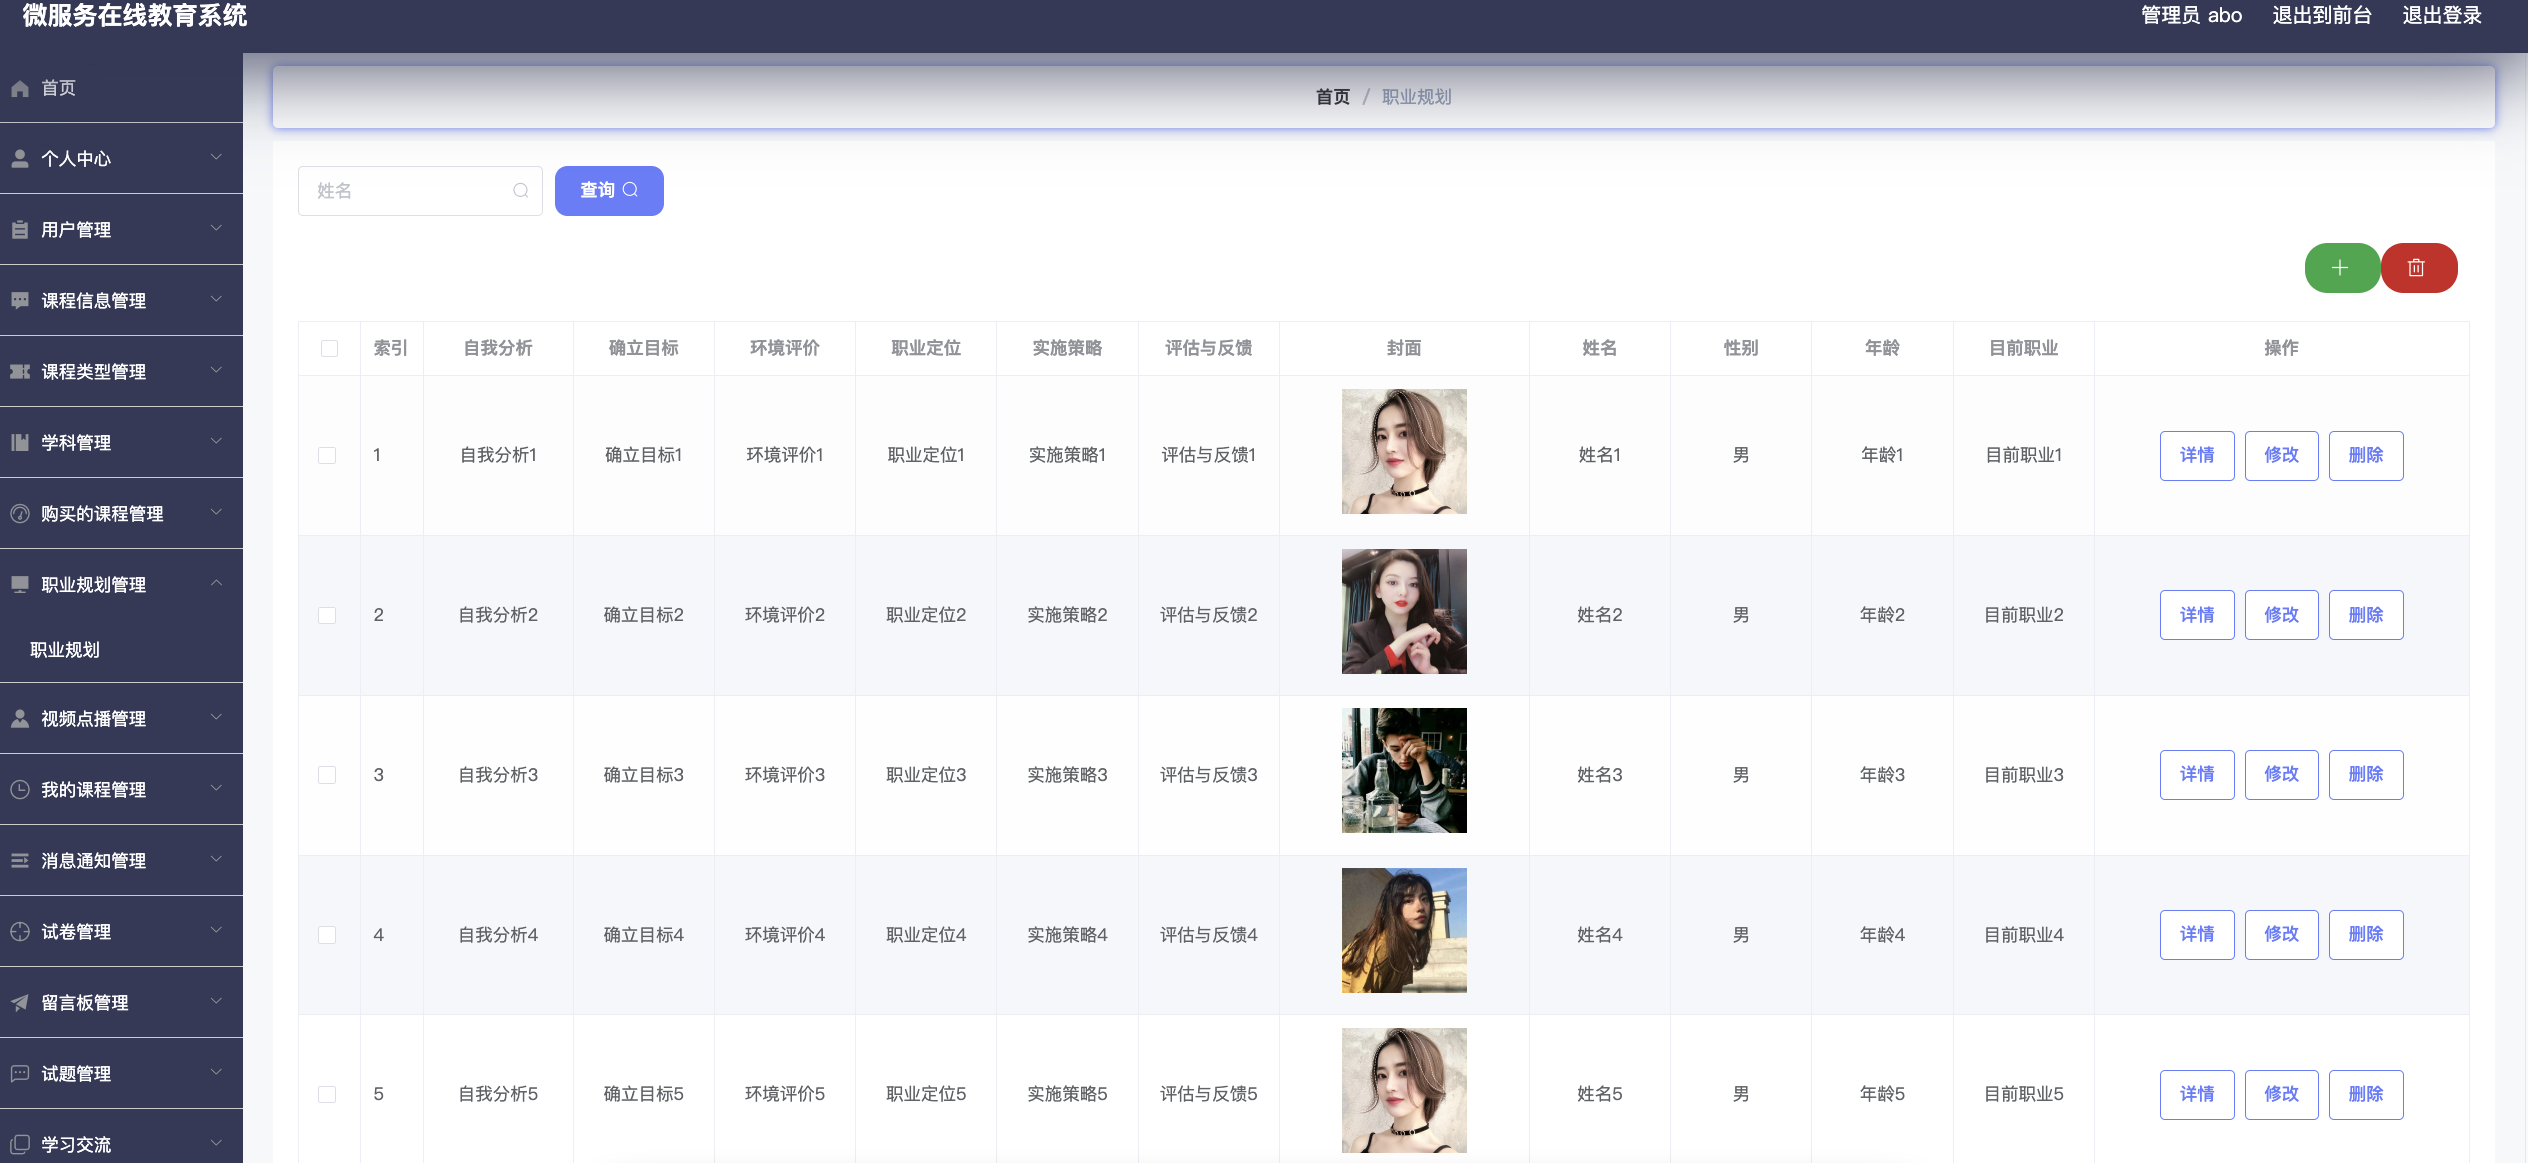 微服务在线教育系统
管理员 abo 退出到前台 退出登录
首页
个人中心
用户管理
课程信息管理
课程类型管理
学科管理
购买的课程管理
职业规划管理
职业规划
视频点播管理
我的课程管理
消息通知管理
试卷管理
留言板管理
试题管理
学习交流
首页 / 职业规划
姓名 查询
索引 自我分析 确立目标 环境评价 职业定位 实施策略 评估与反馈 封面 姓名 性别 年龄 目前职业 操作
1 自我分析1 确立目标1 环境评价1 职业定位1 实施策略1 评估与反馈1 姓名1 男 年龄1 目前职业1 详情 修改 删除
2 自我分析2 确立目标2 环境评价2 职业定位2 实施策略2 评估与反馈2 姓名2 男 年龄2 目前职业2 详情 修改 删除
3 自我分析3 确立目标3 环境评价3 职业定位3 实施策略3 评估与反馈3 姓名3 男 年龄3 目前职业3 详情 修改 删除
4 自我分析4 确立目标4 环境评价4 职业定位4 实施策略4 评估与反馈4 姓名4 男 年龄4 目前职业4 详情 修改 删除
5 自我分析5 确立目标5 环境评价5 职业定位5 实施策略5 评估与反馈5 姓名5 男 年龄5 目前职业5 详情 修改 删除